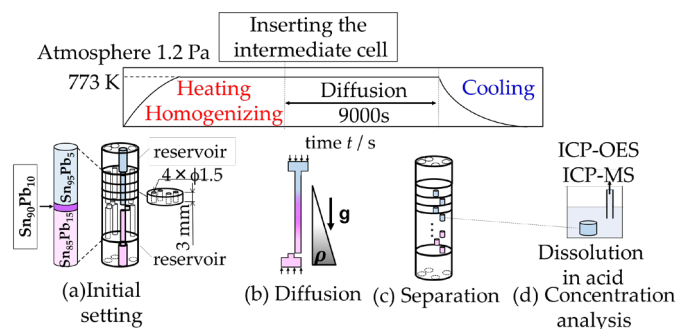 Inserting the
intermediate cell
Atmosphere 1.2 Pa
773 K
Heating
Homogenizing
Diffusion
9000s
Cooling
time t / s
Sn90Pb10
Sn95Pb5
Sn85Pb15
reservoir
4×ϕ1.5
3 mm
reservoir
g
ρ
ICP-OES
ICP-MS
Dissolution
in acid
(a)Initial
setting
(b) Diffusion
(c) Separation
(d) Concentration
analysis